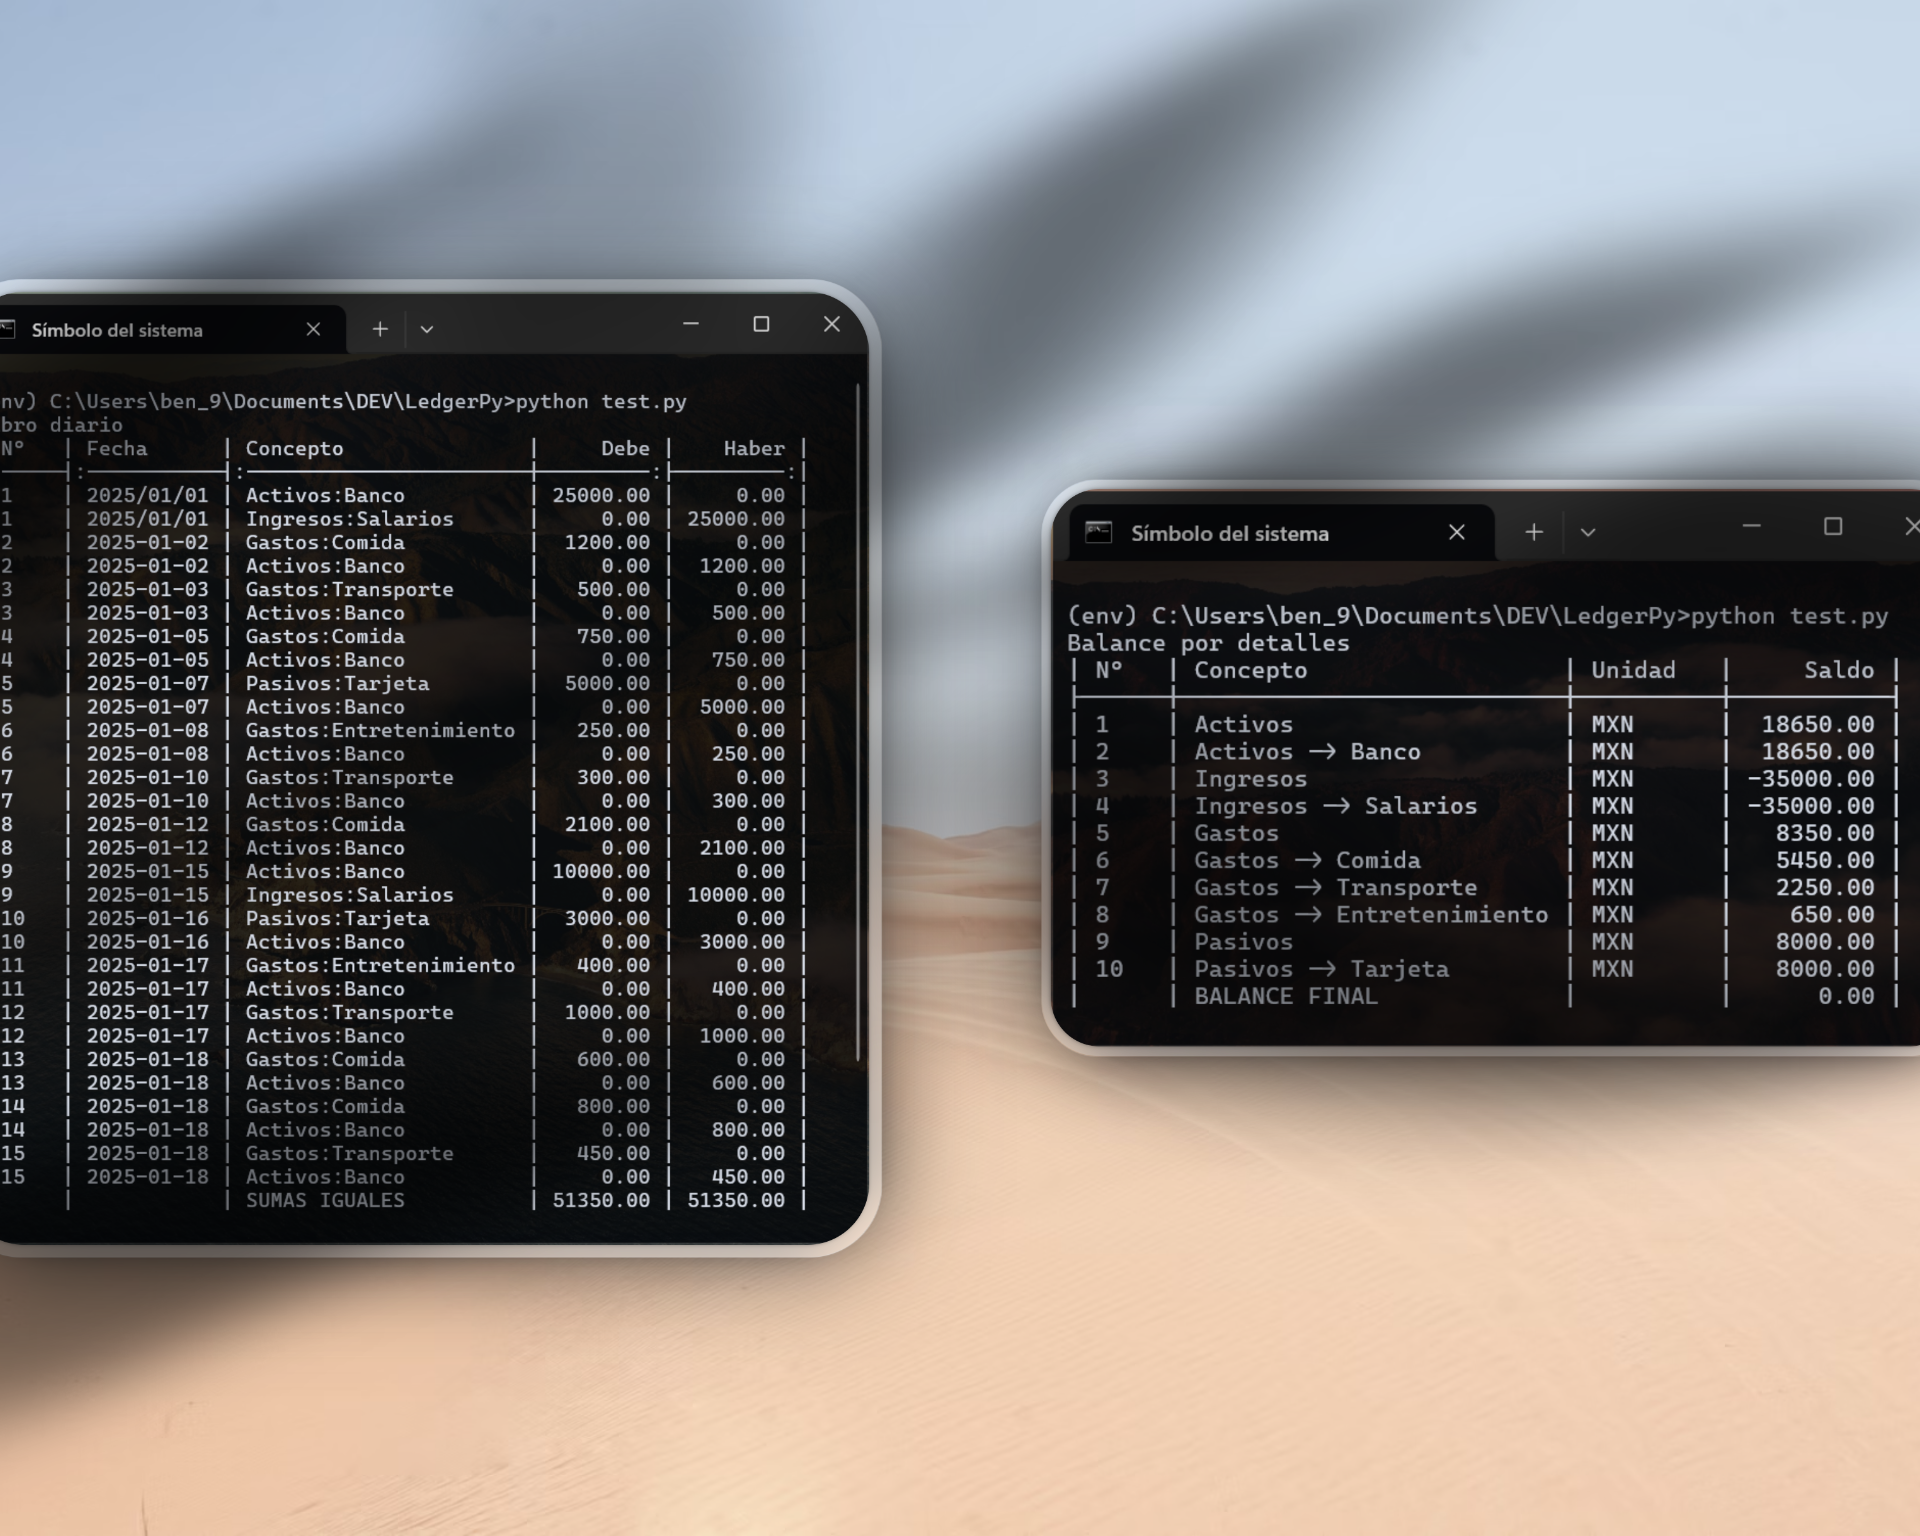 Símbolo del sistema
nv) C:\Users\ben_9\Documents\DEV\LedgerPy>python test.py
bro diario
N° | Fecha | Concepto | Debe | Haber |
1 | 2025/01/01 | Activos:Banco | 25000.00 | 0.00 |
1 | 2025/01/01 | Ingresos:Salarios | 0.00 | 25000.00 |
2 | 2025-01-02 | Gastos:Comida | 1200.00 | 0.00 |
2 | 2025-01-02 | Activos:Banco | 0.00 | 1200.00 |
3 | 2025-01-03 | Gastos:Transporte | 500.00 | 0.00 |
3 | 2025-01-03 | Activos:Banco | 0.00 | 500.00 |
4 | 2025-01-05 | Gastos:Comida | 750.00 | 0.00 |
4 | 2025-01-05 | Activos:Banco | 0.00 | 750.00 |
5 | 2025-01-07 | Pasivos:Tarjeta | 5000.00 | 0.00 |
5 | 2025-01-07 | Activos:Banco | 0.00 | 5000.00 |
6 | 2025-01-08 | Gastos:Entretenimiento | 250.00 | 0.00 |
6 | 2025-01-08 | Activos:Banco | 0.00 | 250.00 |
7 | 2025-01-10 | Gastos:Transporte | 300.00 | 0.00 |
7 | 2025-01-10 | Activos:Banco | 0.00 | 300.00 |
8 | 2025-01-12 | Gastos:Comida | 2100.00 | 0.00 |
8 | 2025-01-12 | Activos:Banco | 0.00 | 2100.00 |
9 | 2025-01-15 | Activos:Banco | 10000.00 | 0.00 |
9 | 2025-01-15 | Ingresos:Salarios | 0.00 | 10000.00 |
10 | 2025-01-16 | Pasivos:Tarjeta | 3000.00 | 0.00 |
10 | 2025-01-16 | Activos:Banco | 0.00 | 3000.00 |
11 | 2025-01-17 | Gastos:Entretenimiento | 400.00 | 0.00 |
11 | 2025-01-17 | Activos:Banco | 0.00 | 400.00 |
12 | 2025-01-17 | Gastos:Transporte | 1000.00 | 0.00 |
12 | 2025-01-17 | Activos:Banco | 0.00 | 1000.00 |
13 | 2025-01-18 | Gastos:Comida | 600.00 | 0.00 |
13 | 2025-01-18 | Activos:Banco | 0.00 | 600.00 |
14 | 2025-01-18 | Gastos:Comida | 800.00 | 0.00 |
14 | 2025-01-18 | Activos:Banco | 0.00 | 800.00 |
15 | 2025-01-18 | Gastos:Transporte | 450.00 | 0.00 |
15 | 2025-01-18 | Activos:Banco | 0.00 | 450.00 |
| | SUMAS IGUALES | 51350.00 | 51350.00 |
Símbolo del sistema
(env) C:\Users\ben_9\Documents\DEV\LedgerPy>python test.py
Balance por detalles
| N° | Concepto | Unidad | Saldo |
| 1 | Activos | MXN | 18650.00 |
| 2 | Activos → Banco | MXN | 18650.00 |
| 3 | Ingresos | MXN | -35000.00 |
| 4 | Ingresos → Salarios | MXN | -35000.00 |
| 5 | Gastos | MXN | 8350.00 |
| 6 | Gastos → Comida | MXN | 5450.00 |
| 7 | Gastos → Transporte | MXN | 2250.00 |
| 8 | Gastos → Entretenimiento | MXN | 650.00 |
| 9 | Pasivos | MXN | 8000.00 |
| 10 | Pasivos → Tarjeta | MXN | 8000.00 |
| | BALANCE FINAL | | 0.00 |